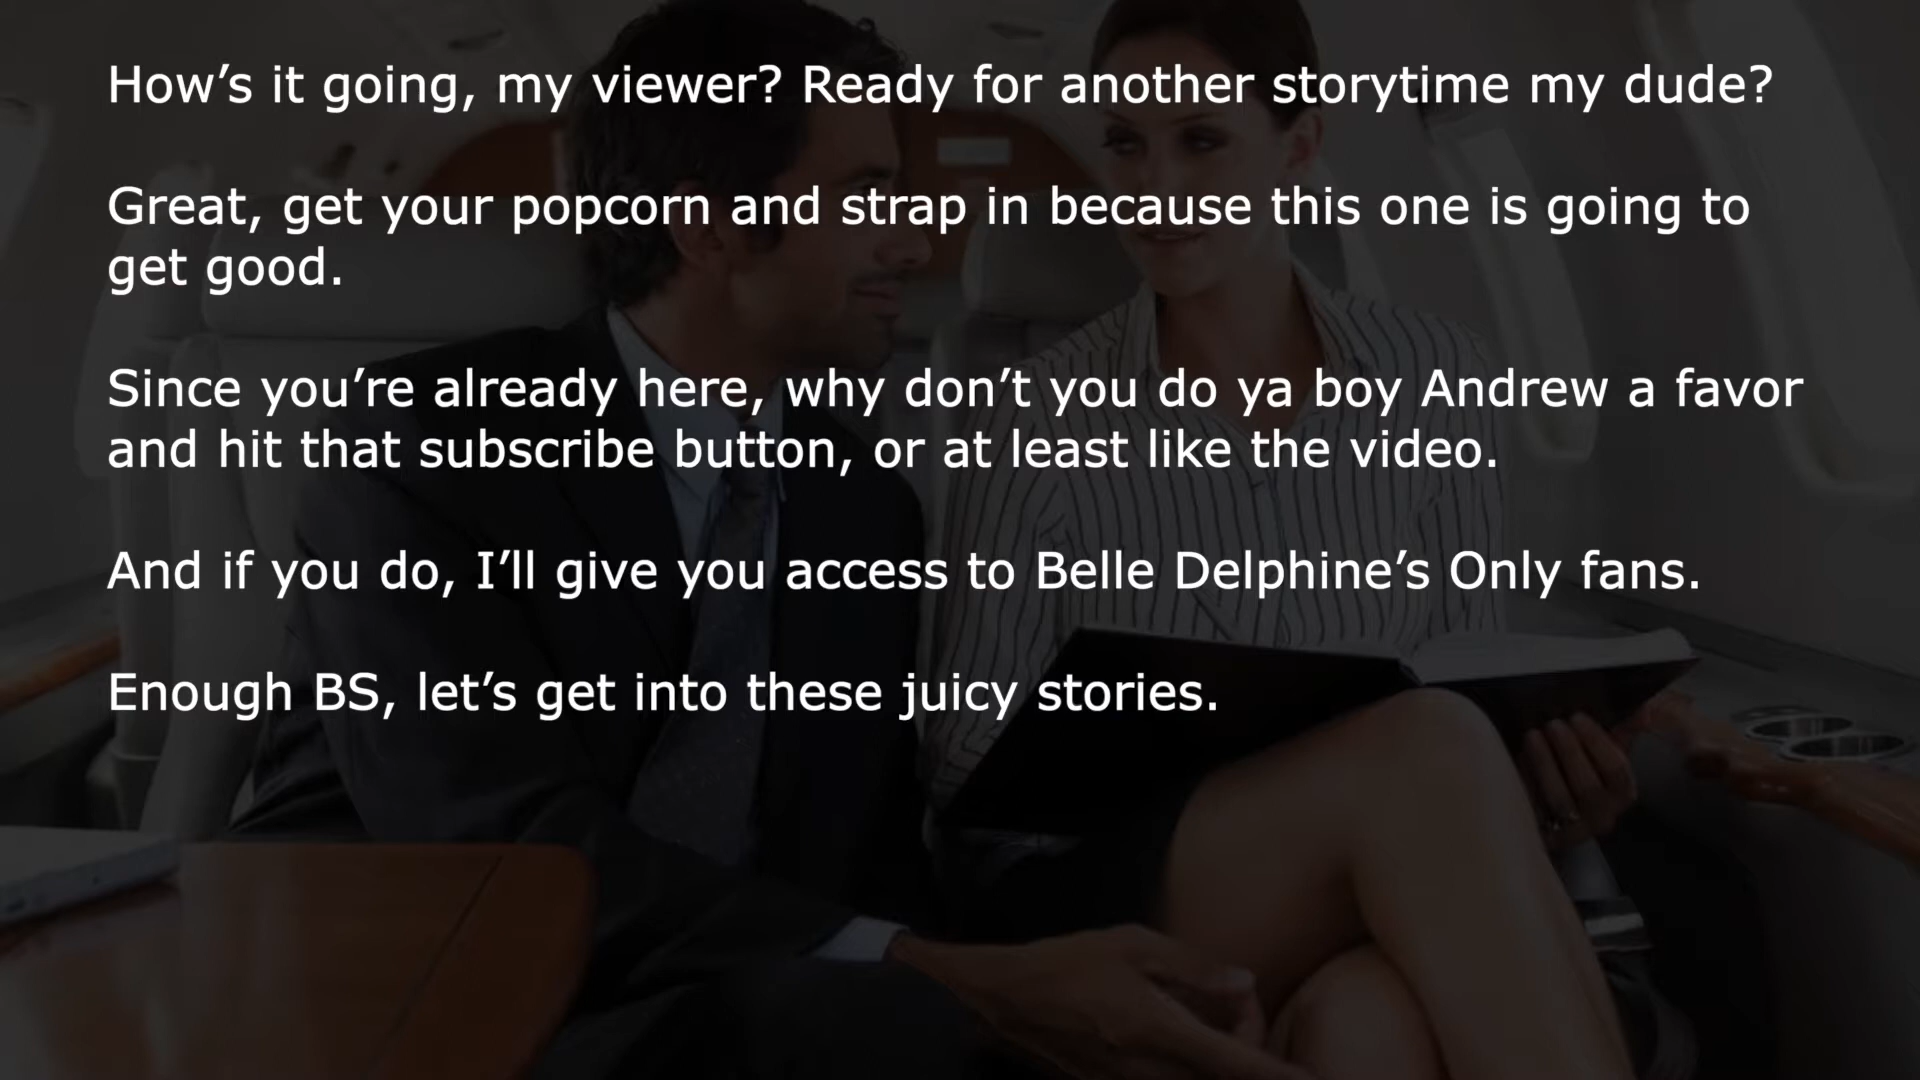 How’s it going, my viewer? Ready for another storytime my dude?
Great, get your popcorn and strap in because this one is going to
get good.
Since you’re already here, why don’t you do ya boy Andrew a favor
and hit that subscribe button, or at least like the video.
And if you do, I’ll give you access to Belle Delphine’s Only fans.
Enough BS, let’s get into these juicy stories.